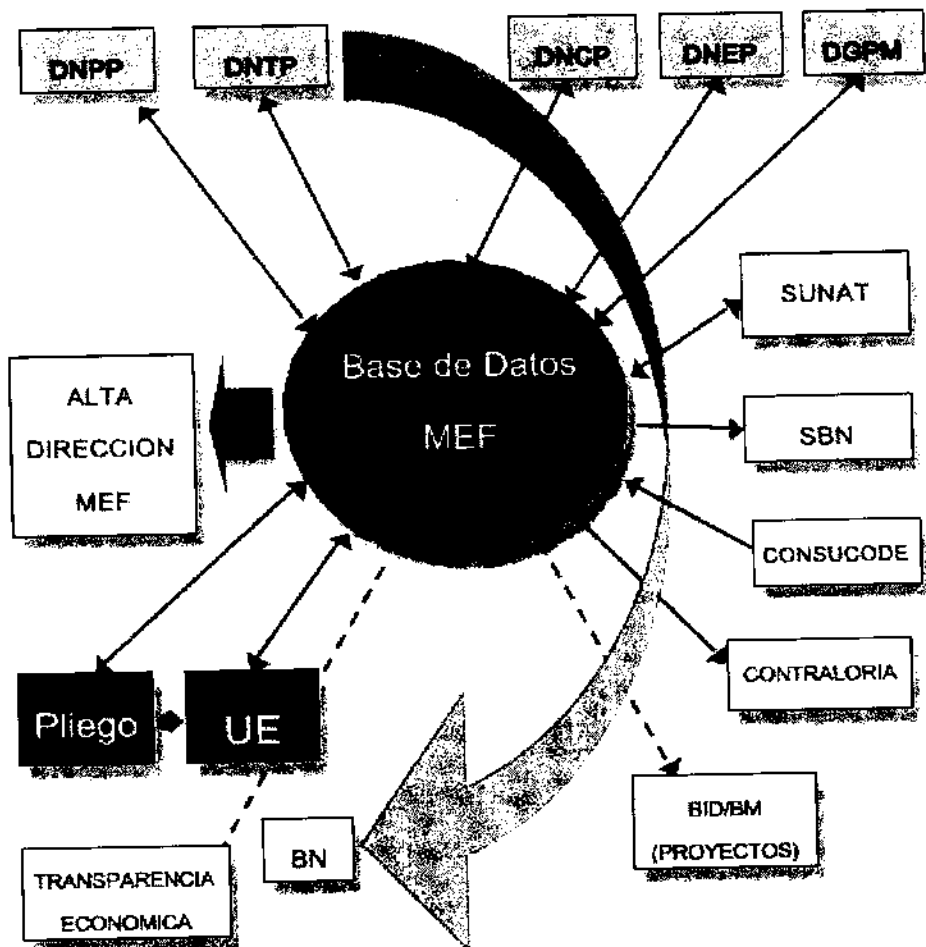 DNPP
DNTP
DNCP
DNEP
DGPM
SUNAT
Base de Datos
MEF
ALTA
DIRECCION
MEF
SBN
CONSUCODE
CONTRALORIA
Pliego
UE
BID/BM
(PROYECTOS)
BN
TRANSPARENCIA
ECONOMICA